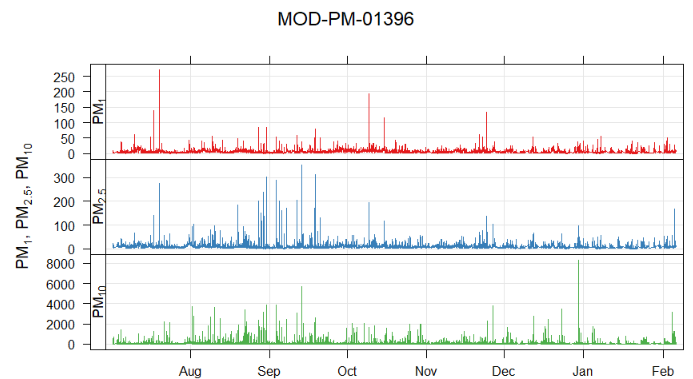 MOD-PM-01396
PM1, PM2.5, PM10
PM1
250
200
150
100
50
0
PM2.5
300
200
100
0
PM10
8000
6000
4000
2000
0
Aug Sep Oct Nov Dec Jan Feb